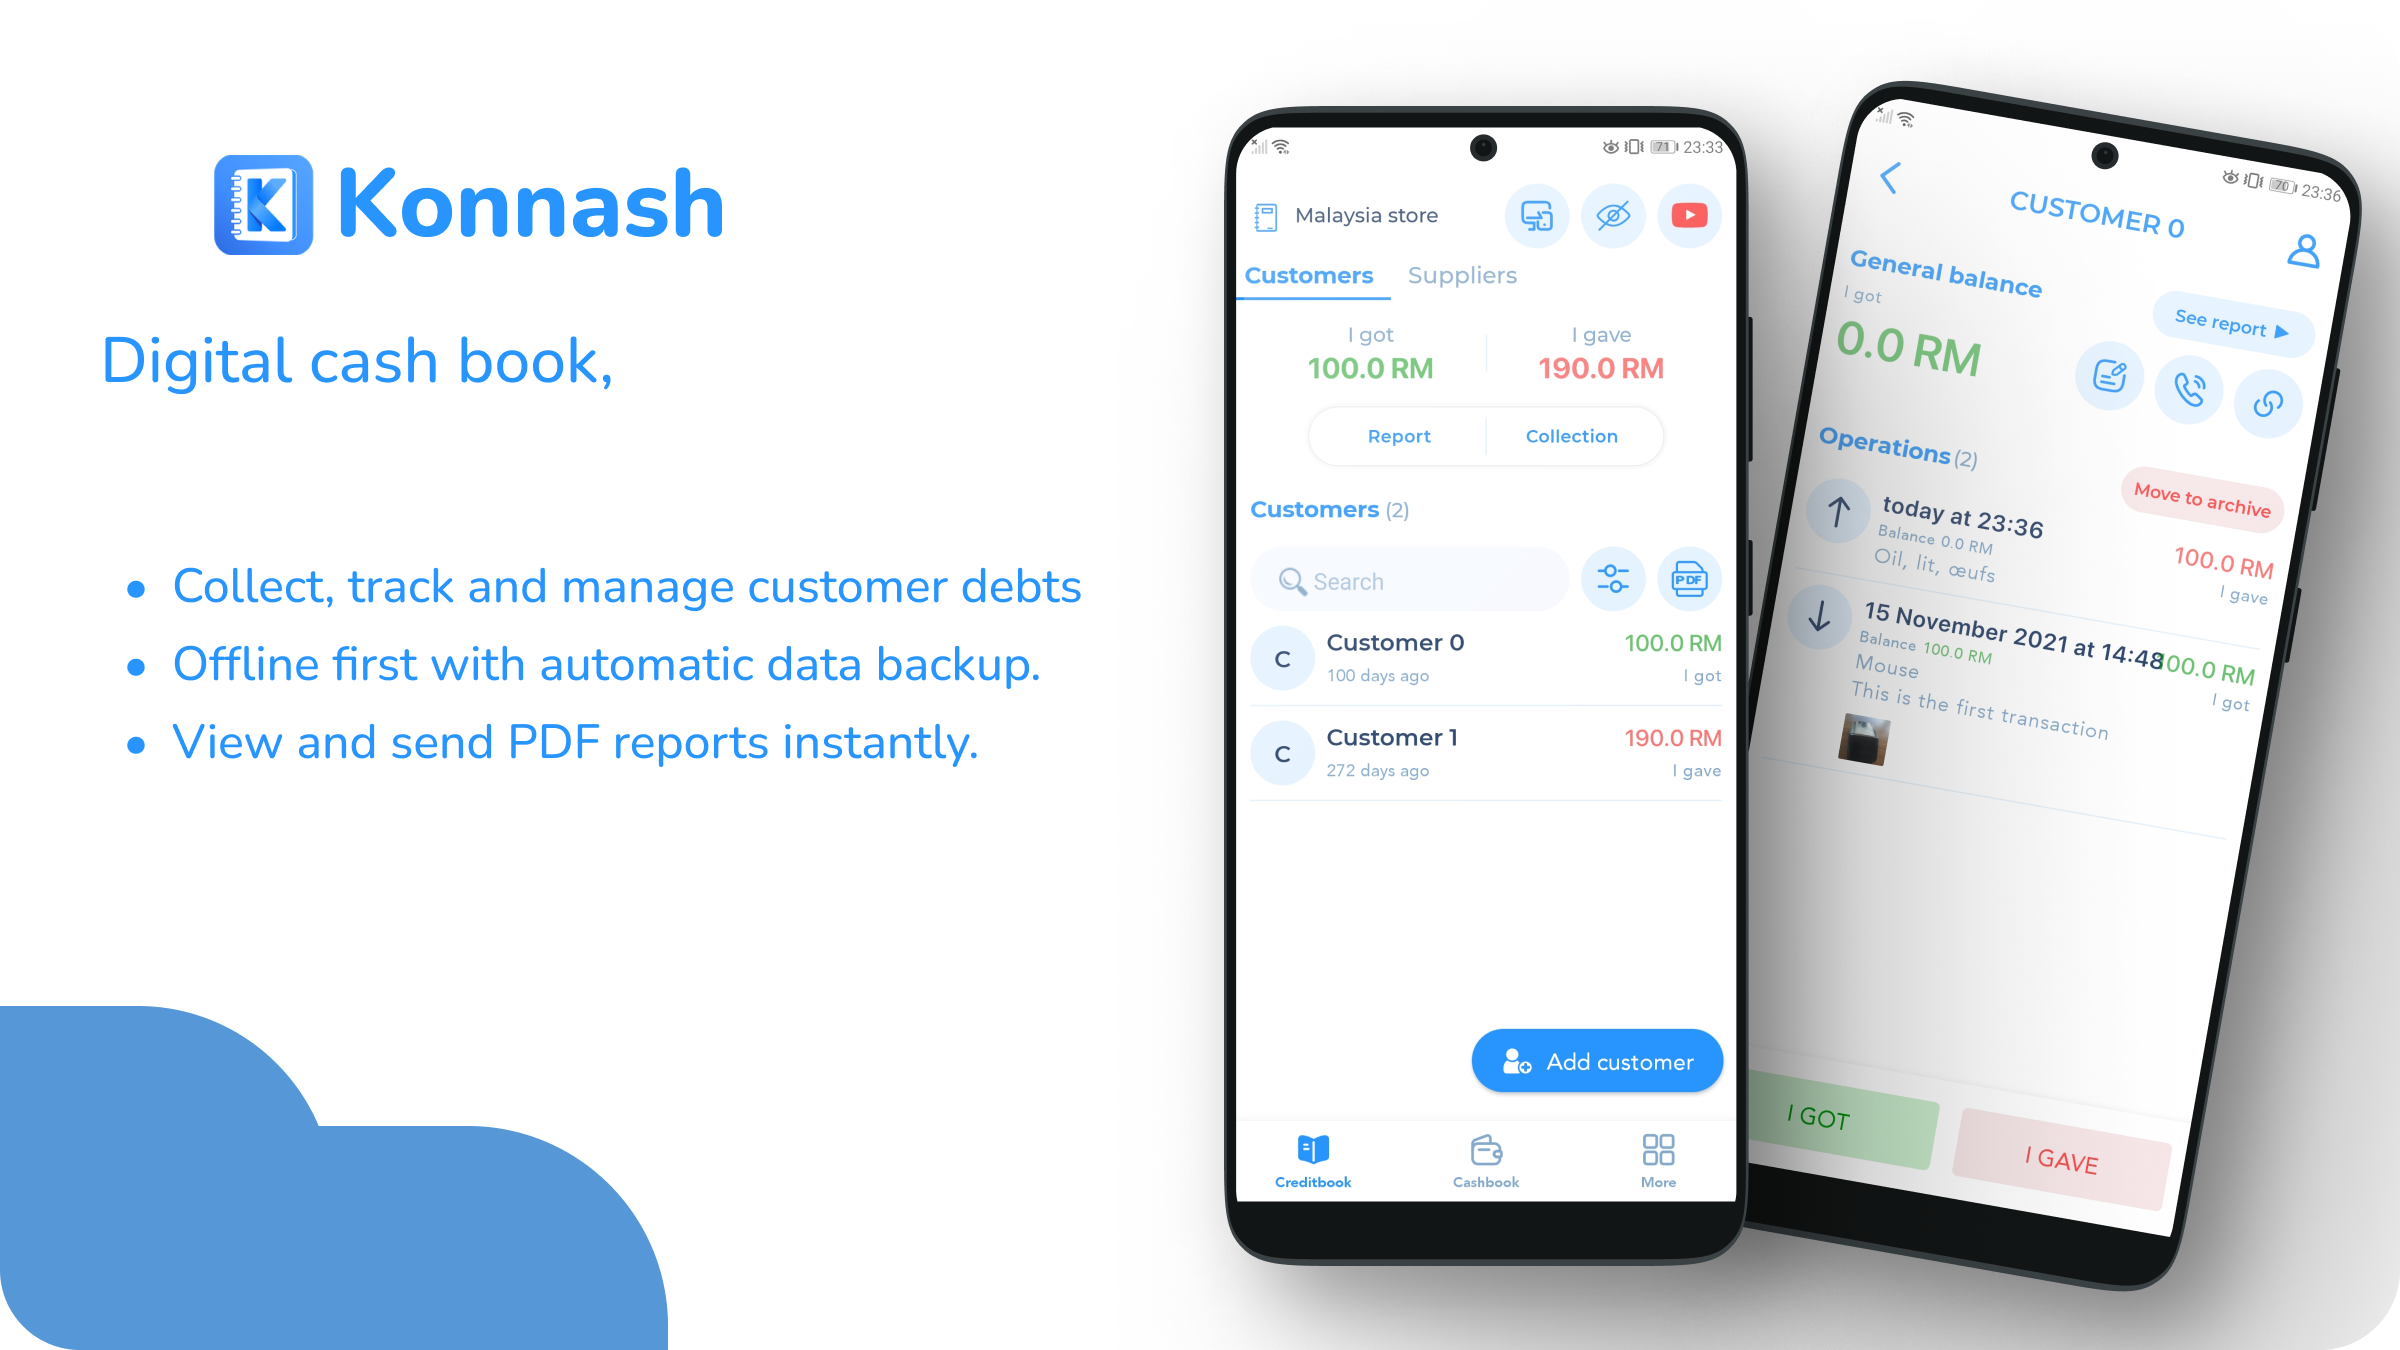 Konnash
Digital cash book,
• Collect, track and manage customer debts
• Offline first with automatic data backup.
• View and send PDF reports instantly.
71 23:33
Malaysia store
Customers Suppliers
I got I gave
100.0 RM 190.0 RM
Report Collection
Customers (2)
Search PDF
C Customer 0 100.0 RM
100 days ago I got
C Customer 1 190.0 RM
272 days ago I gave
Add customer
Creditbook Cashbook More
70 23:36
CUSTOMER 0
General balance
I got
See report
0.0 RM
Operations (2)
Move to archive
today at 23:36
100.0 RM
Balance 0.0 RM
I gave
Oil, lit, œufs
15 November 2021 at 14:48
100.0 RM
Balance 100.0 RM
I got
Mouse
This is the first transaction
I GOT
I GAVE